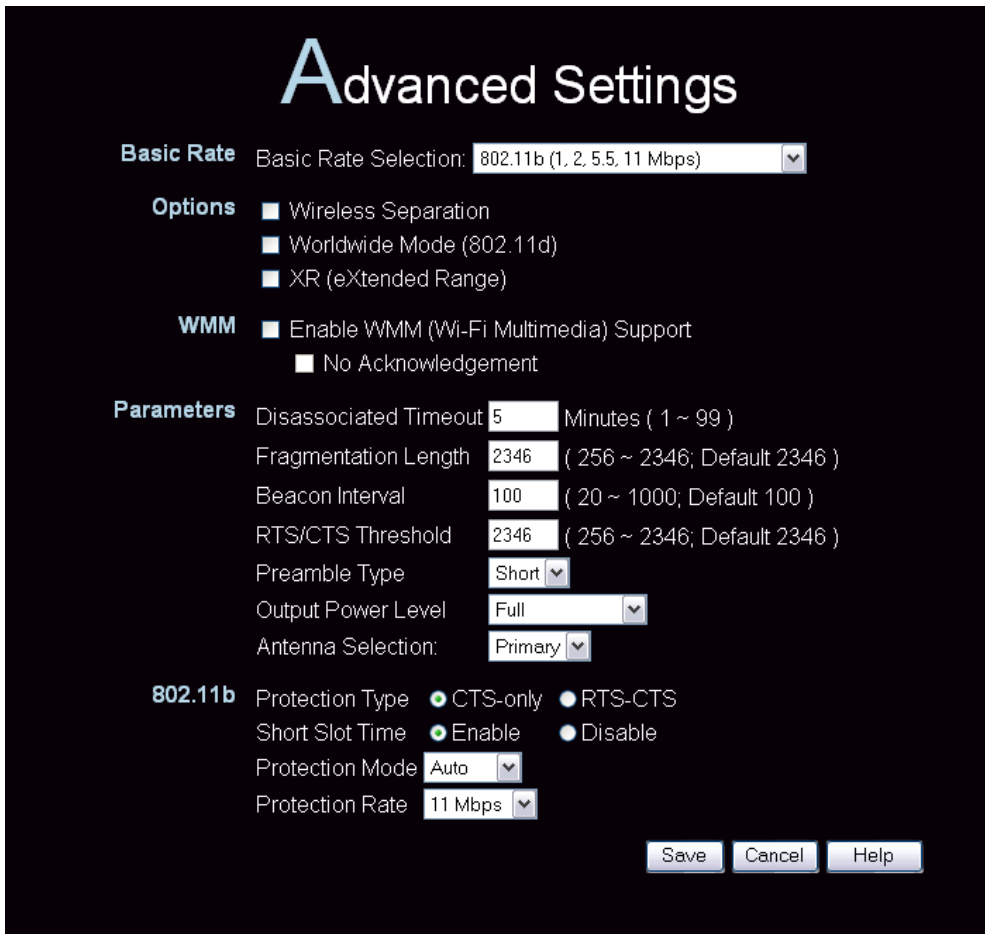 Advanced Settings
Basic Rate Basic Rate Selection: 802.11b (1, 2, 5.5, 11 Mbps)
Options Wireless Separation
Worldwide Mode (802.11d)
XR (eXtended Range)
WMM Enable WMM (Wi-Fi Multimedia) Support
No Acknowledgement
Parameters Disassociated Timeout 5 Minutes ( 1 ~ 99 )
Fragmentation Length 2346 ( 256 ~ 2346; Default 2346 )
Beacon Interval 100 ( 20 ~ 1000; Default 100 )
RTS/CTS Threshold 2346 ( 256 ~ 2346; Default 2346 )
Preamble Type Short
Output Power Level Full
Antenna Selection: Primary
802.11b Protection Type CTS-only RTS-CTS
Short Slot Time Enable Disable
Protection Mode Auto
Protection Rate 11 Mbps
Save Cancel Help